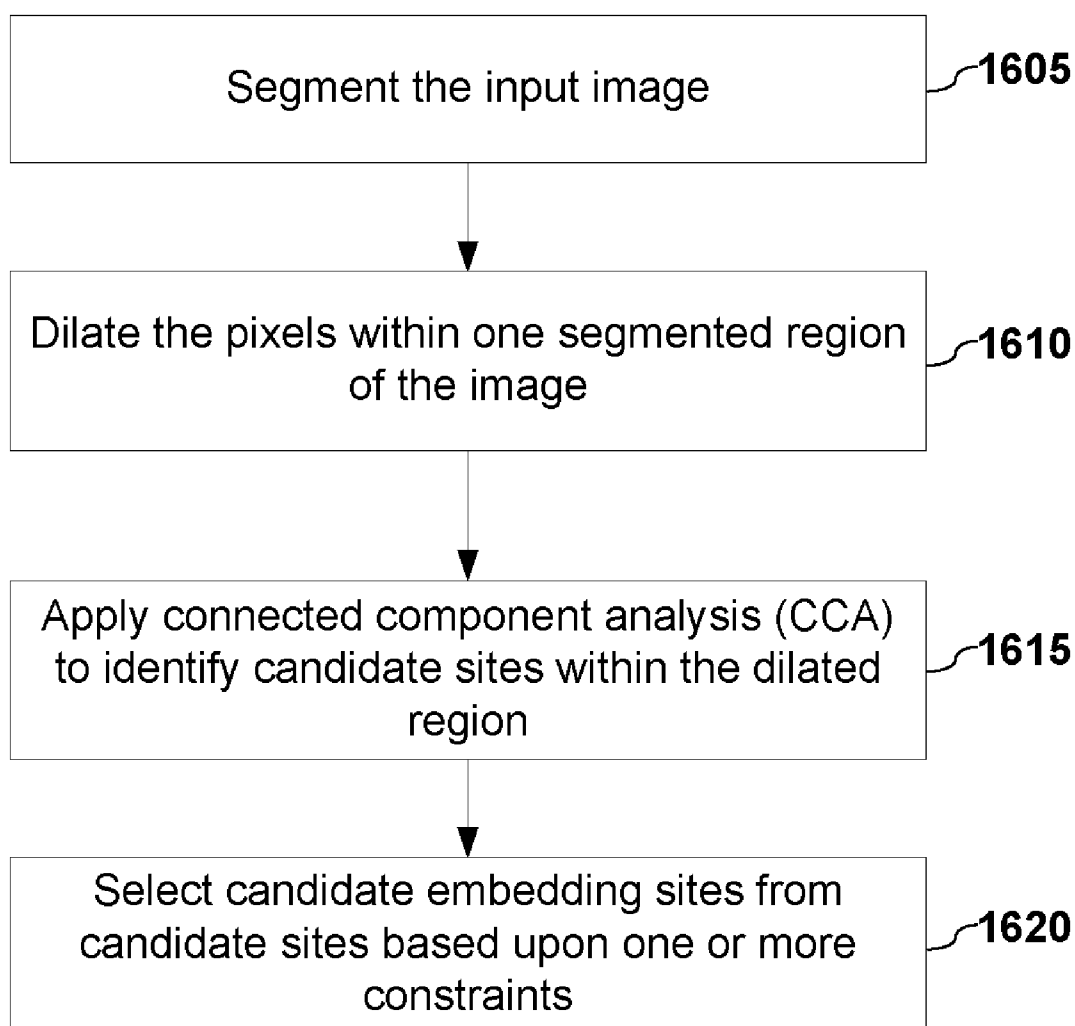 Segment the input image
1605
Dilate the pixels within one segmented region
of the image
1610
Apply connected component analysis (CCA)
to identify candidate sites within the dilated
region
1615
Select candidate embedding sites from
candidate sites based upon one or more
constraints
1620